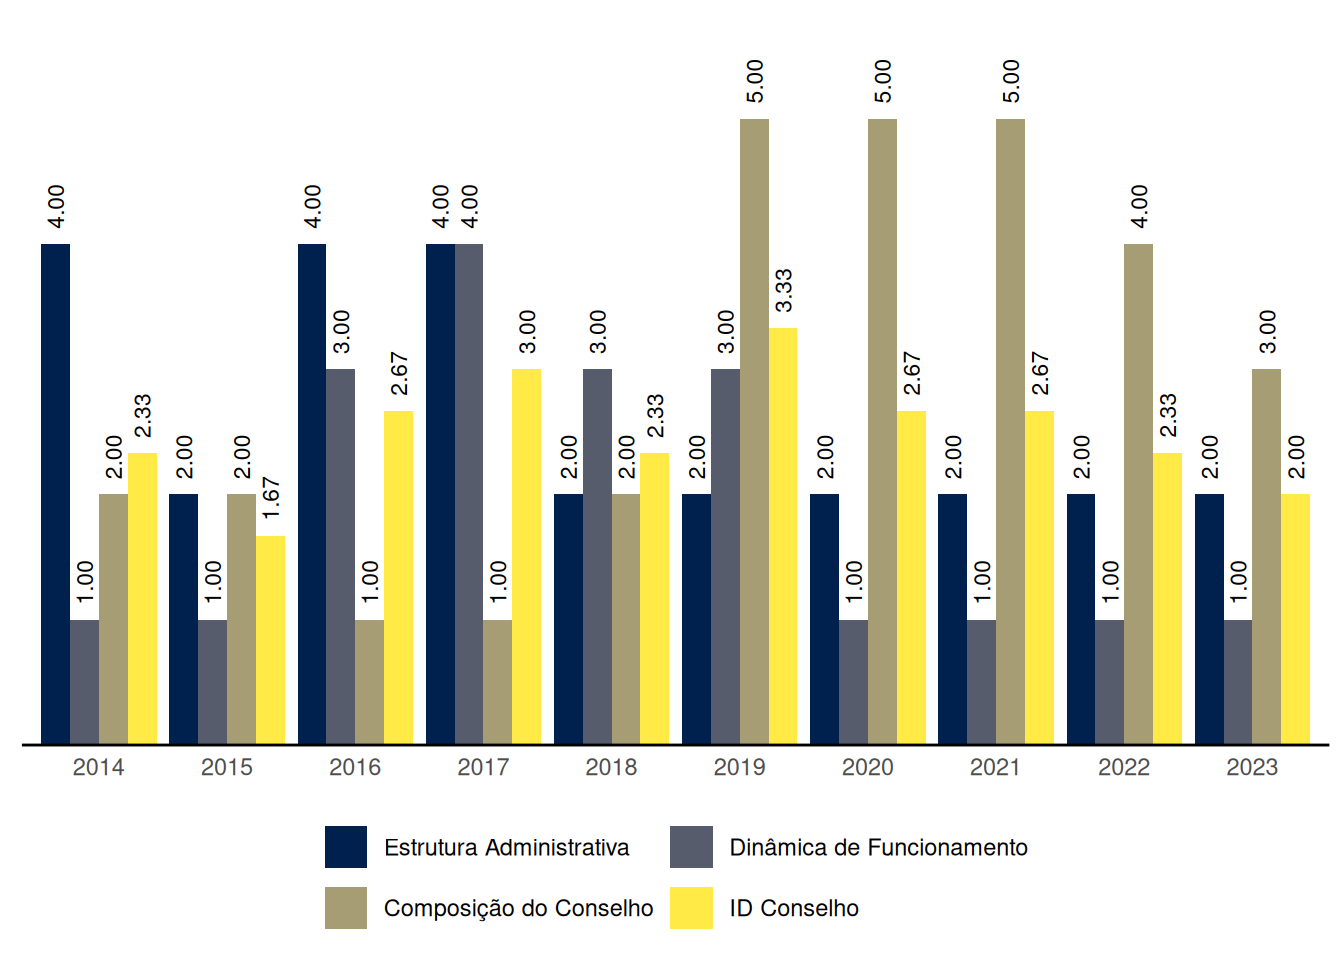 5.00 5.00 5.00
4.00 4.00 4.00 4.00 4.00
3.33
3.00 3.00 3.00 3.00 3.00
2.67 2.67 2.67
2.33 2.33 2.33
2.00 2.00 2.00 2.00 2.00 2.00 2.00 2.00 2.00 2.00 2.00
1.67
1.00 1.00 1.00 1.00 1.00 1.00 1.00 1.00
2014 2015 2016 2017 2018 2019 2020 2021 2022 2023
Estrutura Administrativa Dinâmica de Funcionamento
Composição do Conselho ID Conselho